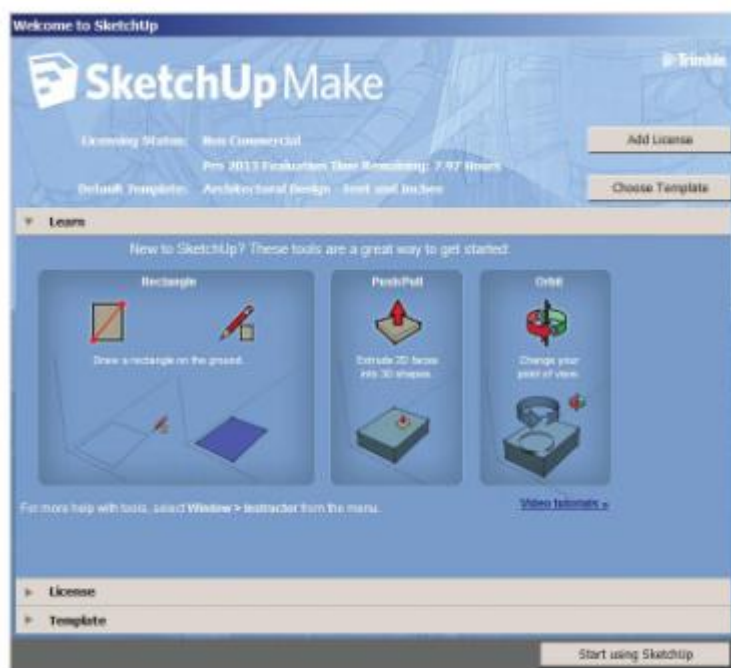 Welcome to SketchUp
SketchUp Make
Trimble
Licensing Status: Non Commercial
Add License
Pro 2013 Evaluation Time Remaining: 7.97 Hours
Default Template: Architectural Design - Feet and Inches
Choose Template
Learn
New to SketchUp? These tools are a great way to get started:
Rectangle
Push/Pull
Orbit
Draw a rectangle on the ground.
Extrude 2D faces
into 3D shapes.
Change your
point of view.
For more help with tools, select Window > Instructor from the menu.
Video tutorials »
License
Template
Start using SketchUp